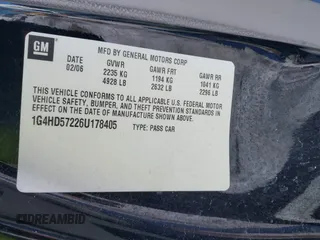 GM
MFD BY GENERAL MOTORS CORP
DATE GVWR GAWR FRT GAWR RR
02/06 2235 KG 1194 KG 1041 KG
4928 LB 2632 LB 2296 LB
THIS VEHICLE CONFORMS TO ALL APPLICABLE U.S. FEDERAL MOTOR VEHICLE
SAFETY, BUMPER, AND THEFT PREVENTION STANDARDS IN
EFFECT ON THE DATE OF MANUFACTURE SHOWN ABOVE.
1G4HD57226U178405 TYPE: PASS CAR
DREAMBID